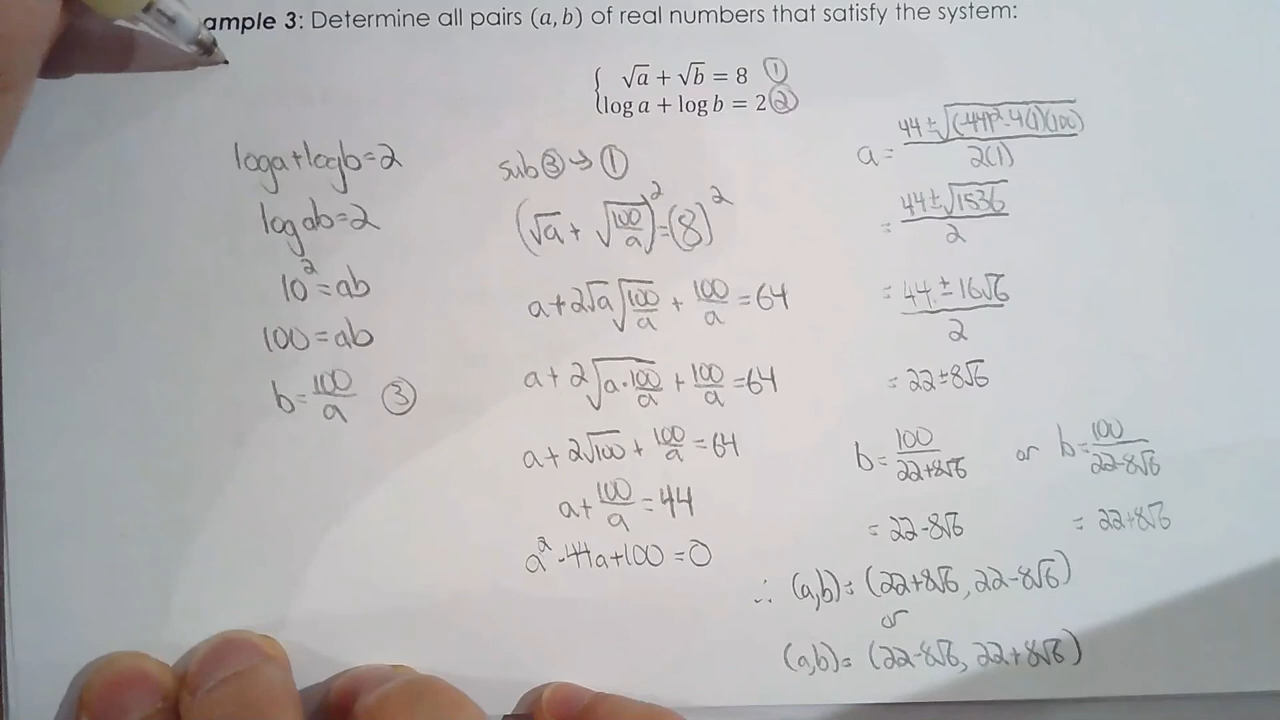 ample 3: Determine all pairs (a, b) of real numbers that satisfy the system:
√a + √b = 8 ①
log a + log b = 2 ②
loga+logb=2
logab=2
10²=ab
100=ab
b=100/a ③
sub ③→①
(√a + √(100/a))²=(8)²
a+2√a√(100/a) + 100/a = 64
a+2√(a·100/a) + 100/a = 64
a+2√100 + 100/a = 64
a+100/a=44
a²-44a+100=0
a= (44±√((-44)²-4(1)(100)))/2(1)
= (44±√1536)/2
= (44±16√6)/2
= 22±8√6
b=100/(22+8√6) or b=100/(22-8√6)
= 22-8√6 = 22+8√6
∴ (a,b)= (22+8√6, 22-8√6)
or
(a,b)= (22-8√6, 22+8√6)